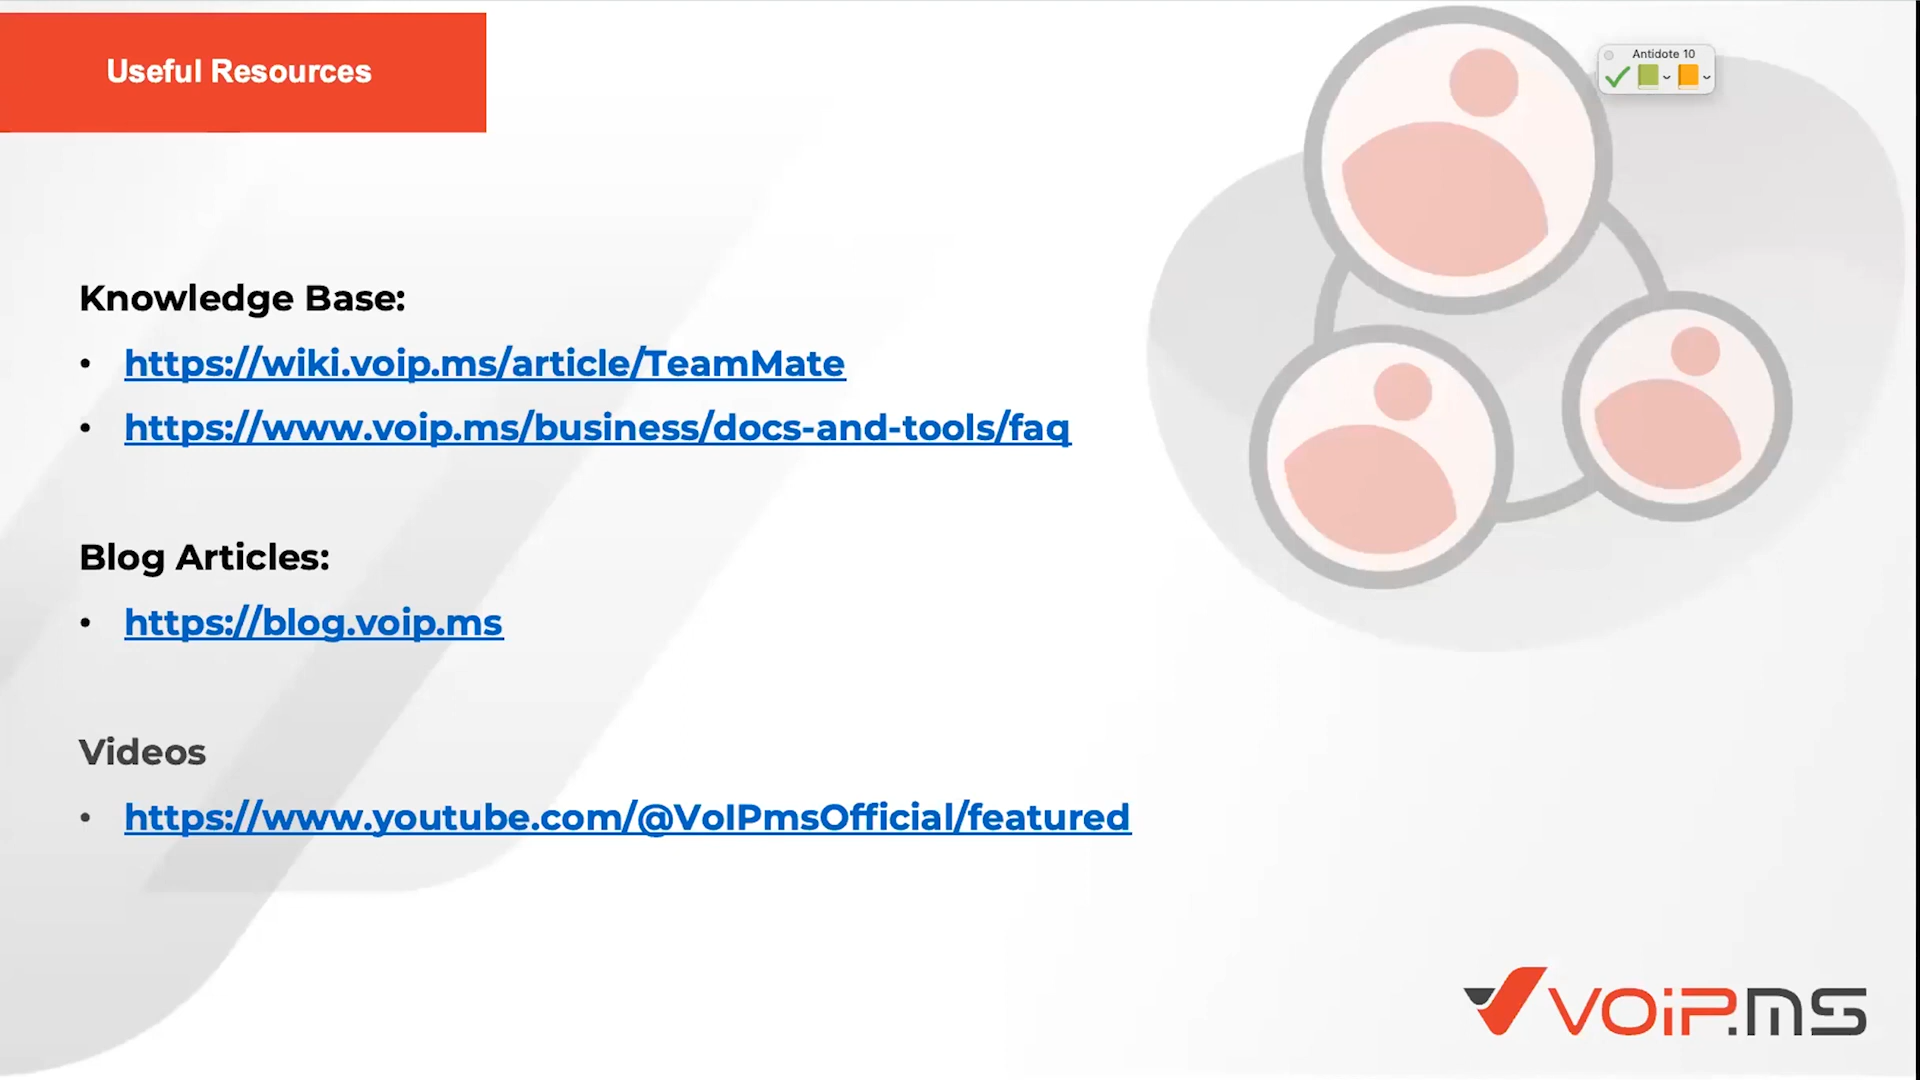 Useful Resources
Antidote 10
Knowledge Base:
• https://wiki.voip.ms/article/TeamMate
• https://www.voip.ms/business/docs-and-tools/faq
Blog Articles:
• https://blog.voip.ms
Videos
• https://www.youtube.com/@VoIPmsOfficial/featured
VOiP.MS